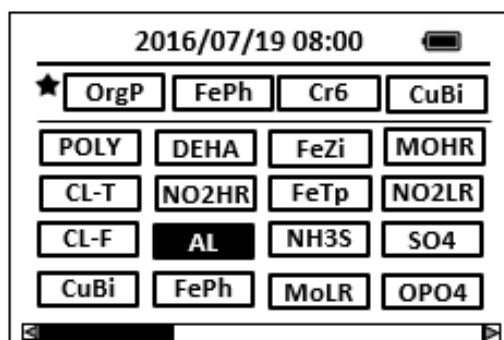 2016/07/19 08:00
OrgP FePh Cr6 CuBi
POLY DEHA FeZi MOHR
CL-T NO2HR FeTp NO2LR
CL-F AL NH3S SO4
CuBi FePh MoLR OPO4